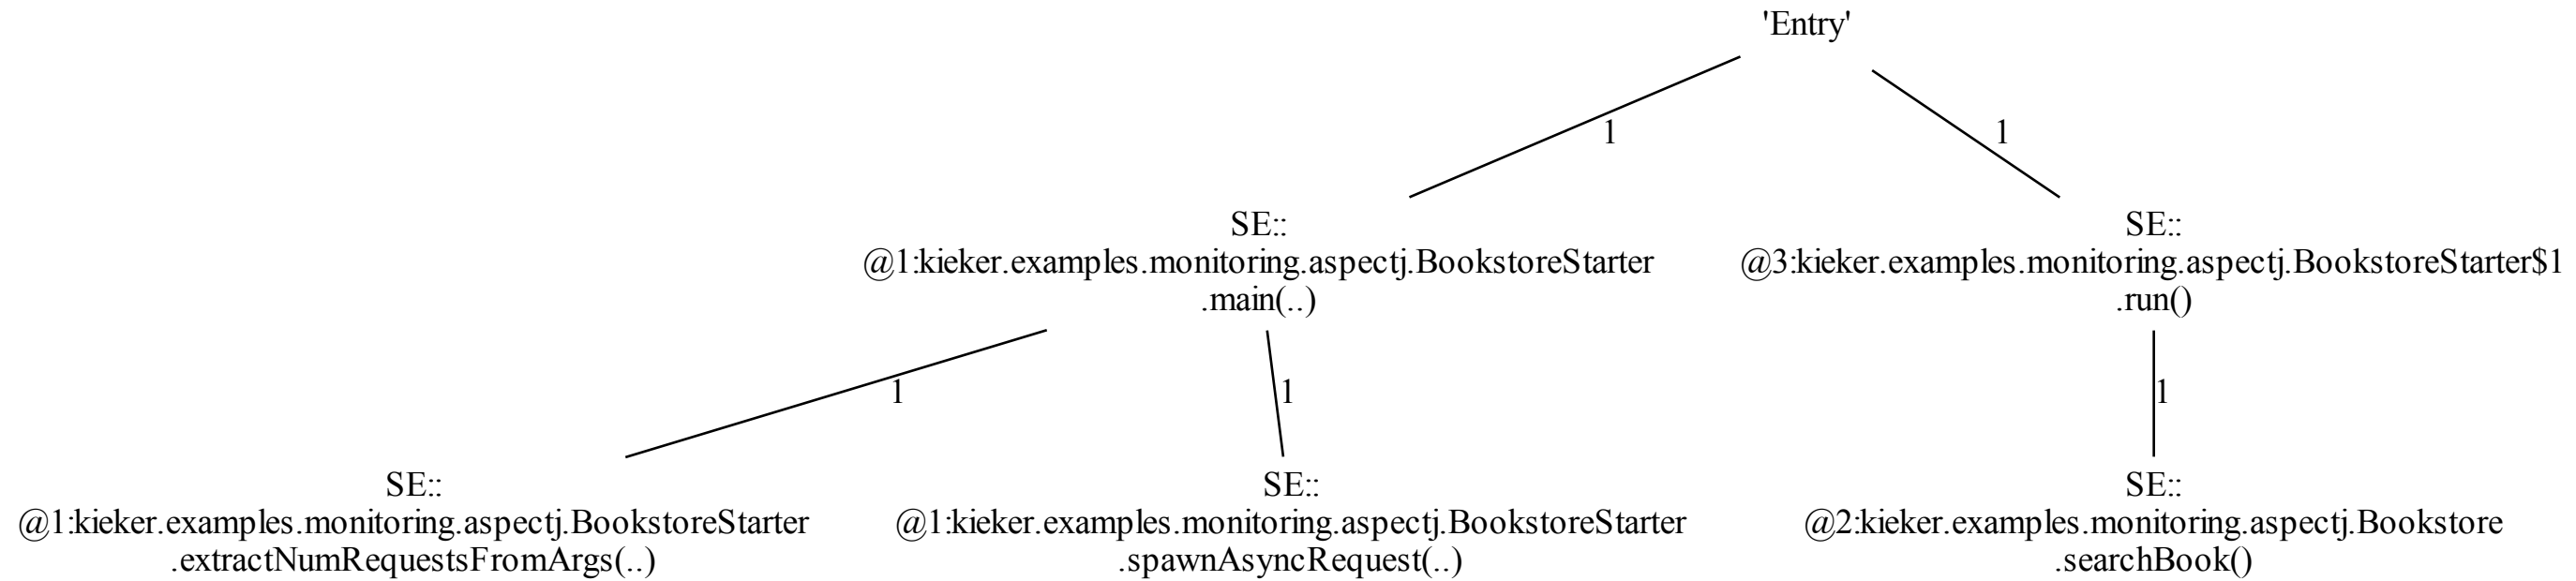 'Entry'
1
1
SE::
@1:kieker.examples.monitoring.aspectj.BookstoreStarter
.main(..)
SE::
@3:kieker.examples.monitoring.aspectj.BookstoreStarter$1
.run()
1
1
1
SE::
@1:kieker.examples.monitoring.aspectj.BookstoreStarter
.extractNumRequestsFromArgs(..)
SE::
@1:kieker.examples.monitoring.aspectj.BookstoreStarter
.spawnAsyncRequest(..)
SE::
@2:kieker.examples.monitoring.aspectj.Bookstore
.searchBook()